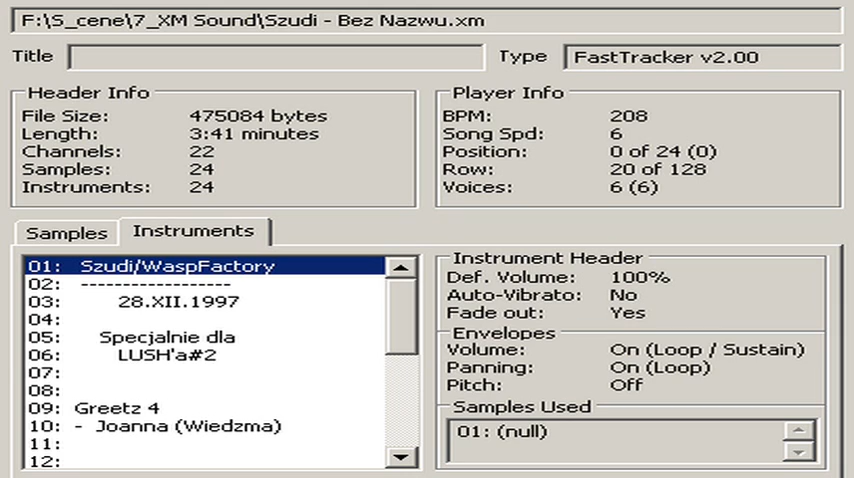 F:\S_cene\7_XM Sound\Szudi - Bez Nazwu.xm
Title Type FastTracker v2.00
Header Info
File Size: 475084 bytes
Length: 3:41 minutes
Channels: 22
Samples: 24
Instruments: 24
Player Info
BPM: 208
Song Spd: 6
Position: 0 of 24 (0)
Row: 20 of 128
Voices: 6 (6)
Samples Instruments
01: Szudi/WaspFactory
02: ------------------
03: 28.XII.1997
04:
05: Specjalnie dla
06: LUSH'a#2
07:
08:
09: Greetz 4
10: - Joanna (Wiedzma)
11:
12:
Instrument Header
Def. Volume: 100%
Auto-Vibrato: No
Fade out: Yes
Envelopes
Volume: On (Loop / Sustain)
Panning: On (Loop)
Pitch: Off
Samples Used
01: (null)